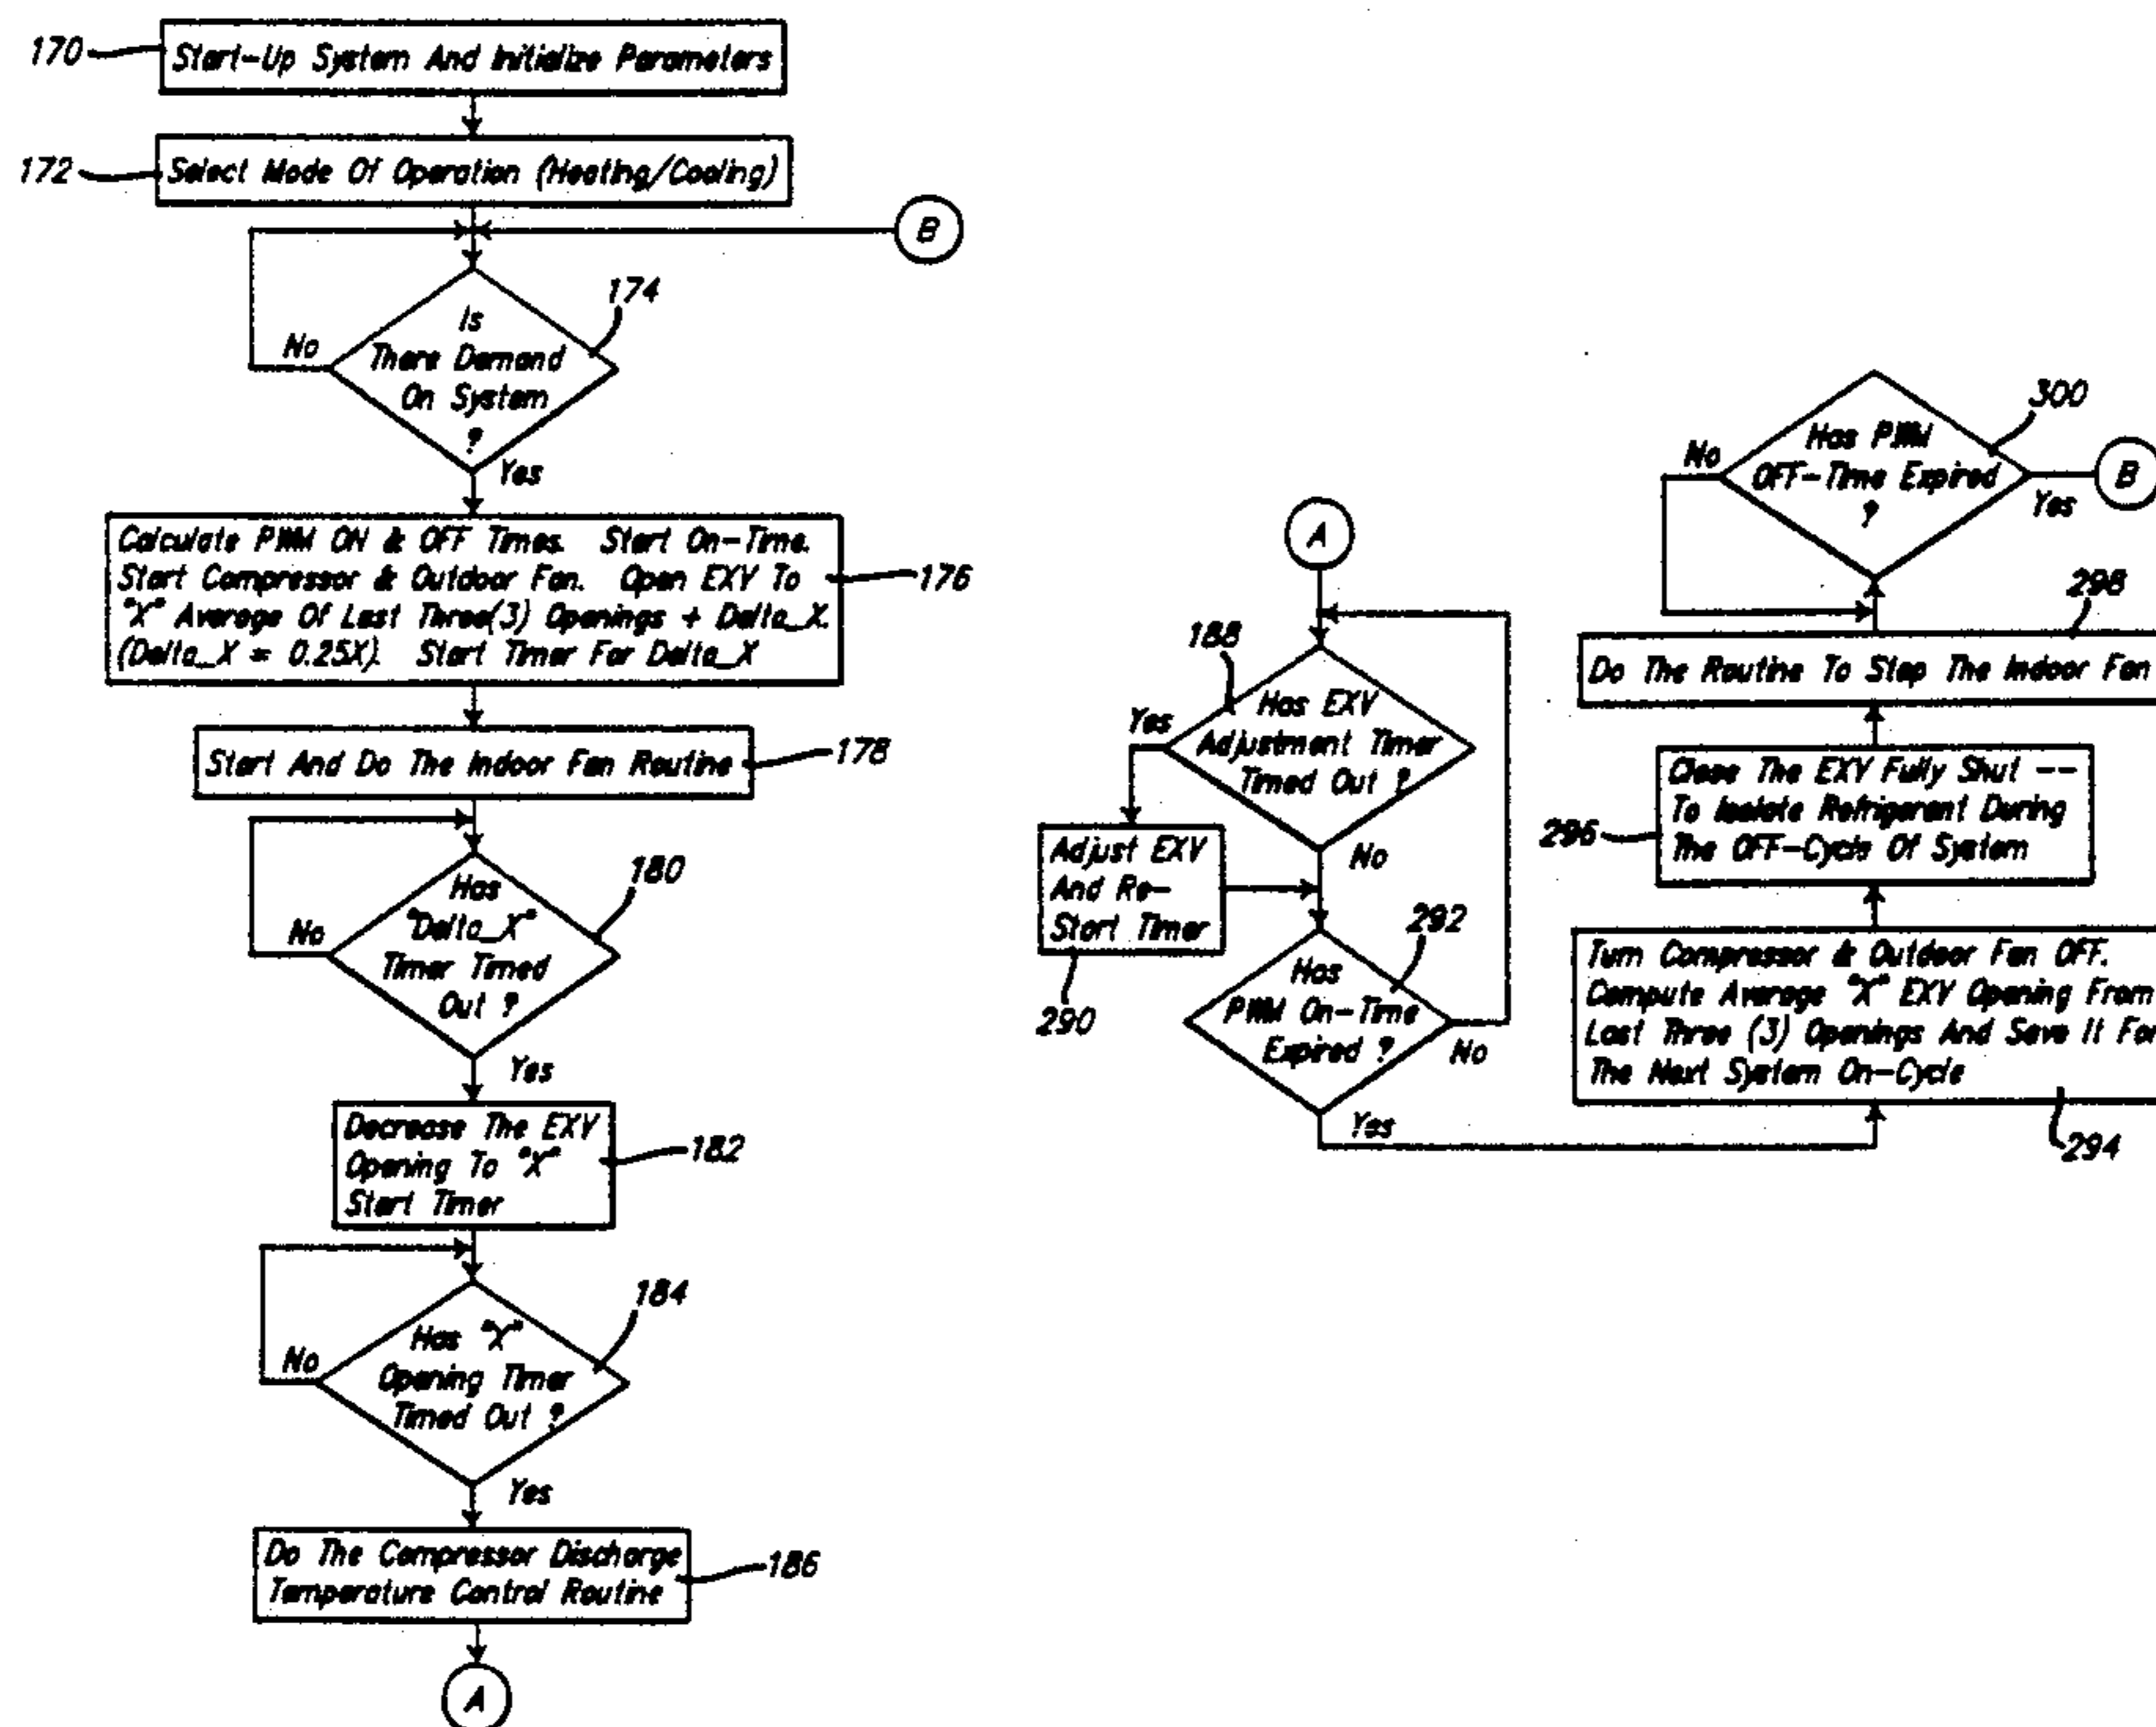 170
Start-Up System And Initialize Parameters
172
Select Mode Of Operation (Heating/Cooling)
B
174
Is
There Demand
On System
?
No
Yes
Calculate PWM ON & OFF Times. Start On-Time.
Start Compressor & Outdoor Fan. Open EXV To
"X" Average Of Last Three(3) Openings + Delta_X.
(Delta_X = 0.25X). Start Timer For Delta_X
176
Start And Do The Indoor Fan Routine
178
180
Has
"Delta_X"
Timer Timed
Out ?
No
Yes
Decrease The EXV
Opening To "X"
Start Timer
182
184
Has "X"
Opening Timer
Timed Out ?
No
Yes
Do The Compressor Discharge
Temperature Control Routine
186
A
A
188
Has EXV
Adjustment Timer
Timed Out ?
Yes
No
Adjust EXV
And Re-
Start Timer
290
292
Has
PWM On-Time
Expired ?
No
Yes
300
Has PWM
OFF-Time Expired
?
No
Yes
B
298
Do The Routine To Stop The Indoor Fan
Close The EXV Fully Shut --
To Isolate Refrigerant During
The OFF-Cycle Of System
296
Turn Compressor & Outdoor Fan OFF.
Compute Average "X" EXV Opening From
Last Three (3) Openings And Save It For
The Next System On-Cycle
294